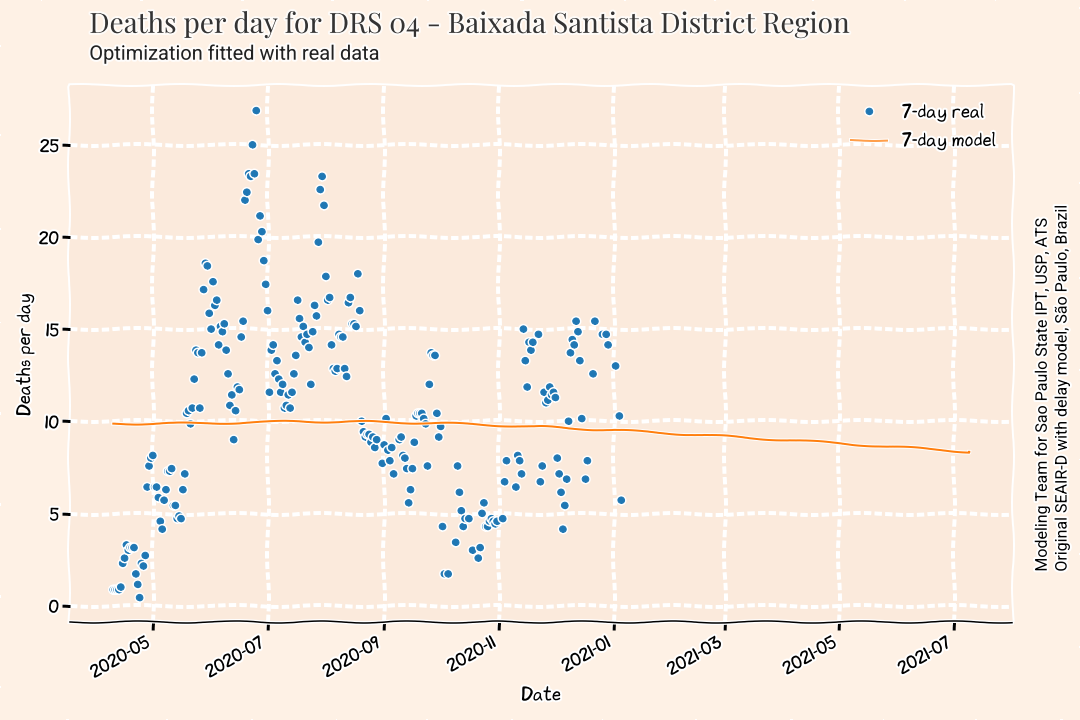 Deaths per day for DRS 04 - Baixada Santista District Region
Optimization fitted with real data
7-day real
7-day model
25
20
15
10
5
0
Deaths per day
2020-05
2020-07
2020-09
2020-11
2021-01
2021-03
2021-05
2021-07
Date
Modeling Team for Sao Paulo State IPT, USP, ATS
Original SEAIR-D with delay model, São Paulo, Brazil